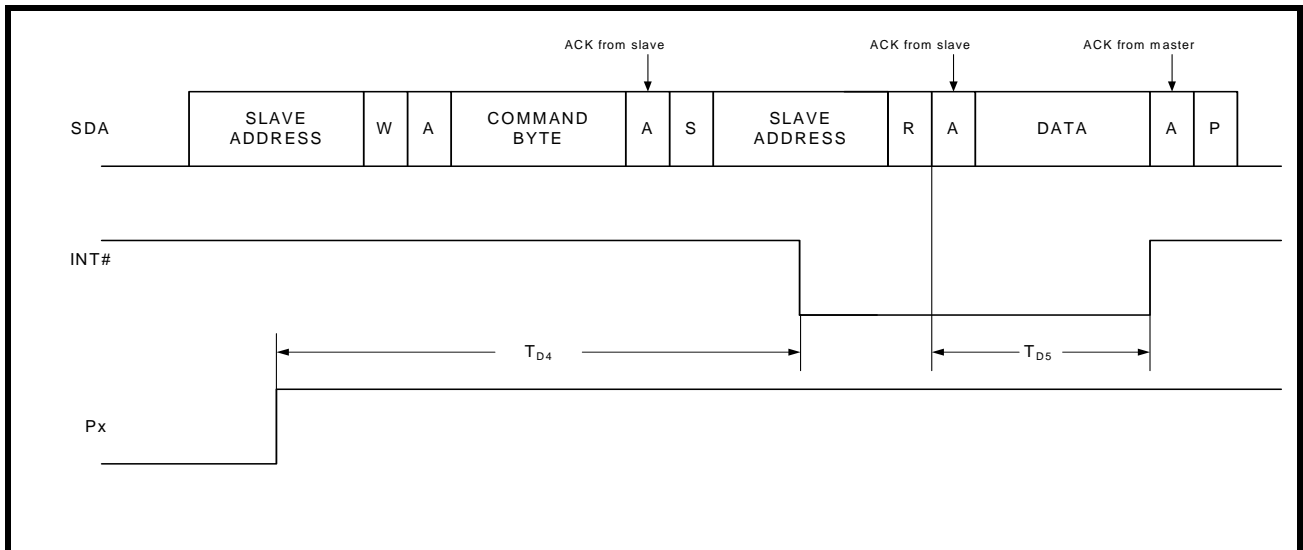 ACK from slave
ACK from slave
ACK from master
SDA
SLAVE
ADDRESS
W
A
COMMAND
BYTE
A
S
SLAVE
ADDRESS
R
A
DATA
A
P
INT#
TD4
TD5
Px